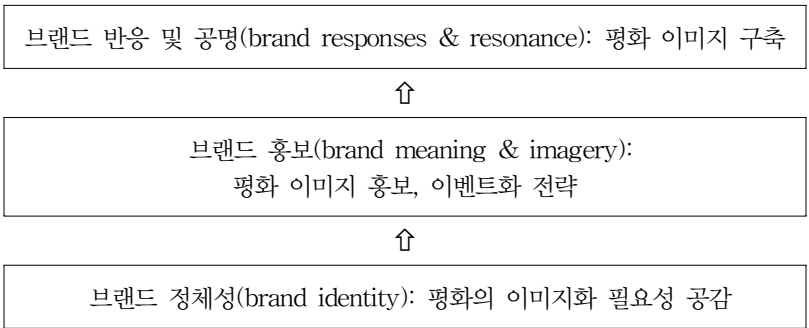 브랜드 반응 및 공명(brand responses & resonance): 평화 이미지 구축
⇧
브랜드 홍보(brand meaning & imagery):
평화 이미지 홍보, 이벤트화 전략
⇧
브랜드 정체성(brand identity): 평화의 이미지화 필요성 공감